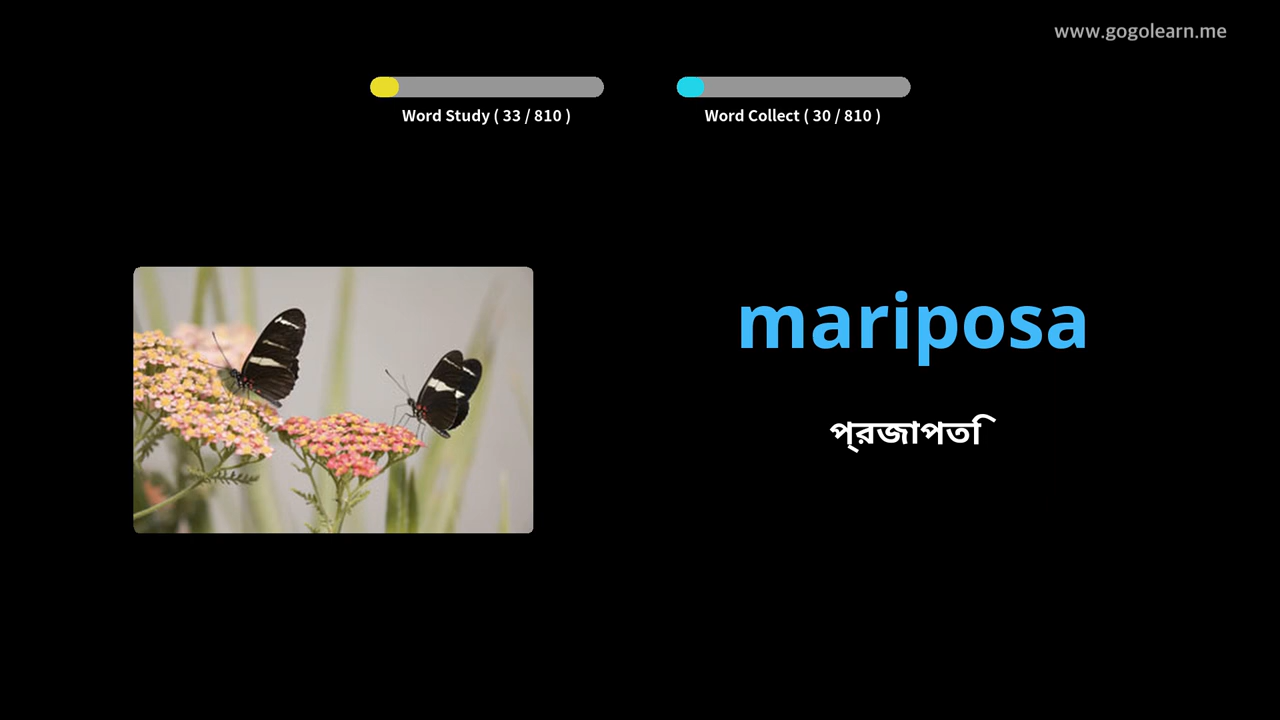 www.gogolearn.me
Word Study ( 33 / 810 )
Word Collect ( 30 / 810 )
mariposa
প্রজাপতি